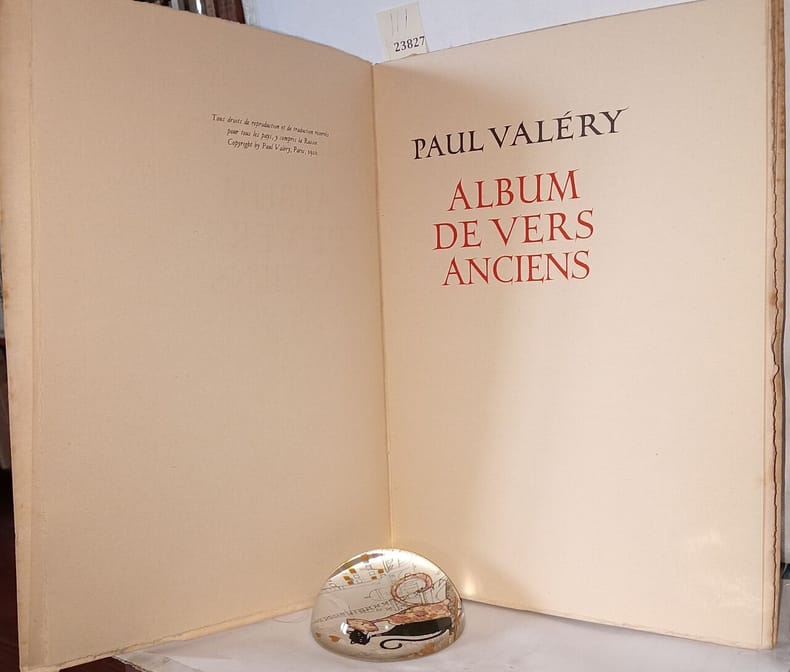 23827
Tous droits de reproduction et de traduction réservés
pour tous les pays, y compris la Russie
Copyright by Paul Valéry, Paris, 1920
PAUL VALÉRY
ALBUM
DE VERS
ANCIENS